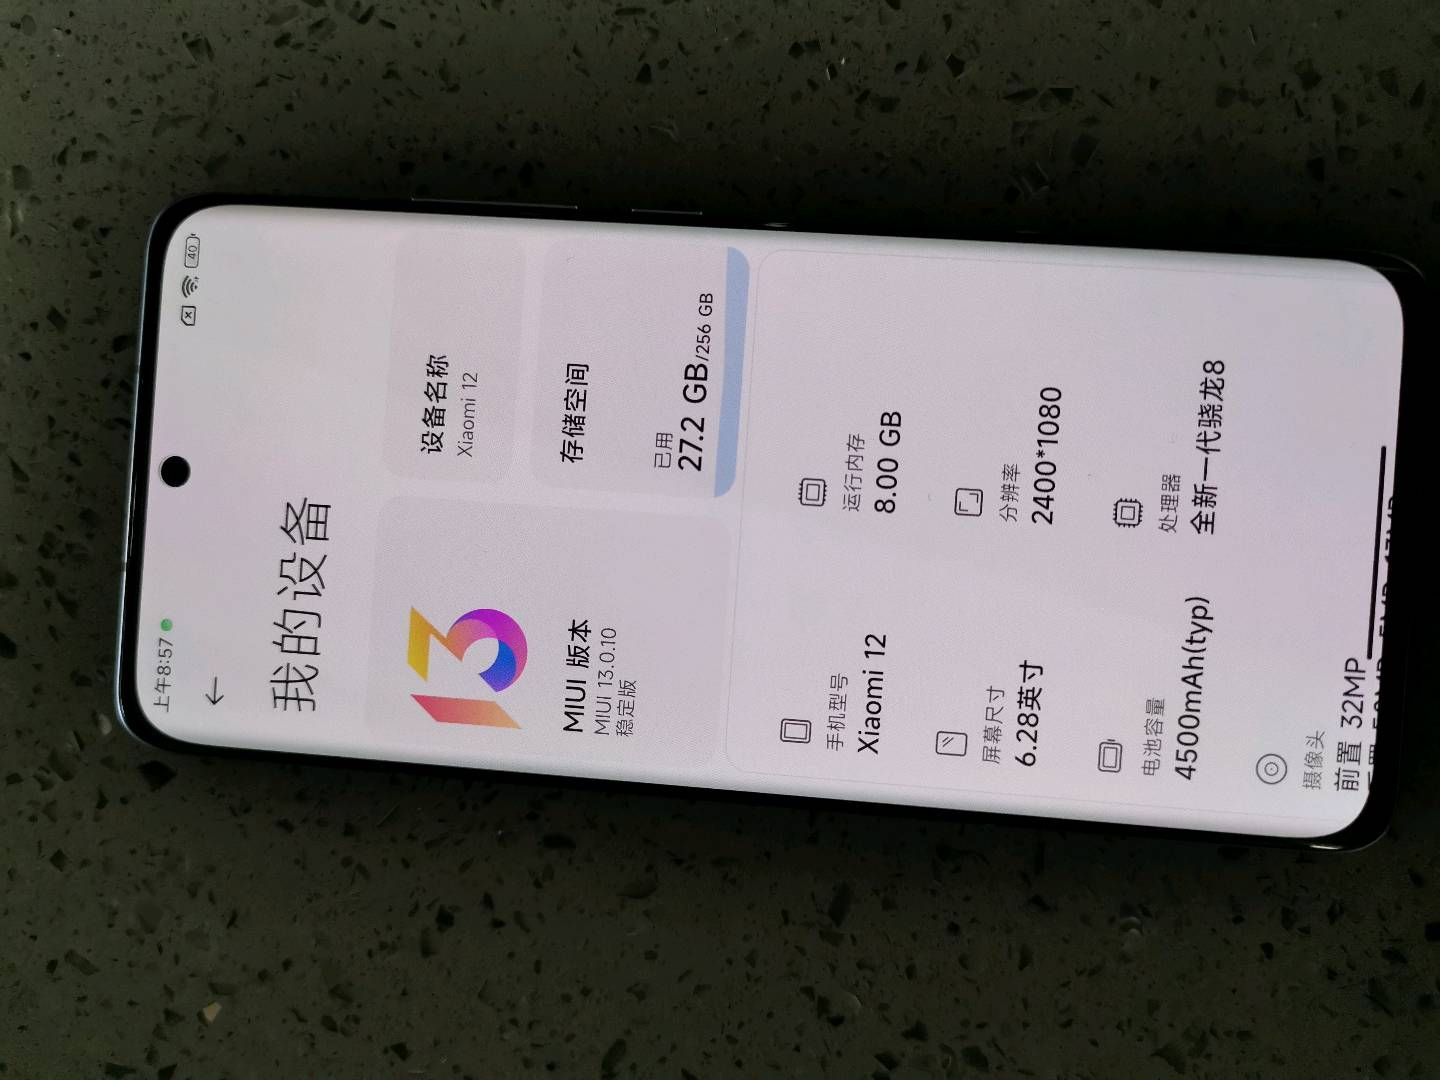 上午8:57
40
我的设备
MIUI 版本
MIUI 13.0.10
稳定版
设备名称
Xiaomi 12
存储空间
已用
27.2 GB/256 GB
手机型号
Xiaomi 12
运行内存
8.00 GB
屏幕尺寸
6.28英寸
分辨率
2400*1080
电池容量
4500mAh(typ)
处理器
全新一代骁龙8
摄像头
前置 32MP